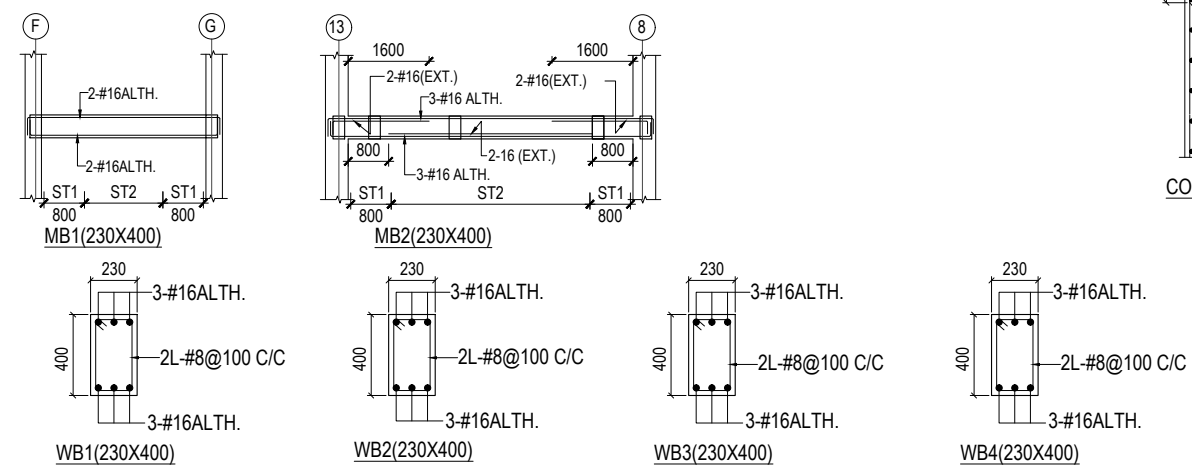 F
G
2-#16ALTH.
2-#16ALTH.
ST1 ST2 ST1
800 800
MB1(230X400)
13
8
1600 1600
2-#16(EXT.) 2-#16(EXT.)
3-#16 ALTH.
800 800
2-16 (EXT.)
3-#16 ALTH.
ST1 ST2 ST1
800 800
MB2(230X400)
CO
230
3-#16ALTH.
400
2L-#8@100 C/C
3-#16ALTH.
WB1(230X400)
230
3-#16ALTH.
400
2L-#8@100 C/C
3-#16ALTH.
WB2(230X400)
230
3-#16ALTH.
400
2L-#8@100 C/C
3-#16ALTH.
WB3(230X400)
230
3-#16ALTH.
400
2L-#8@100 C/C
3-#16ALTH.
WB4(230X400)